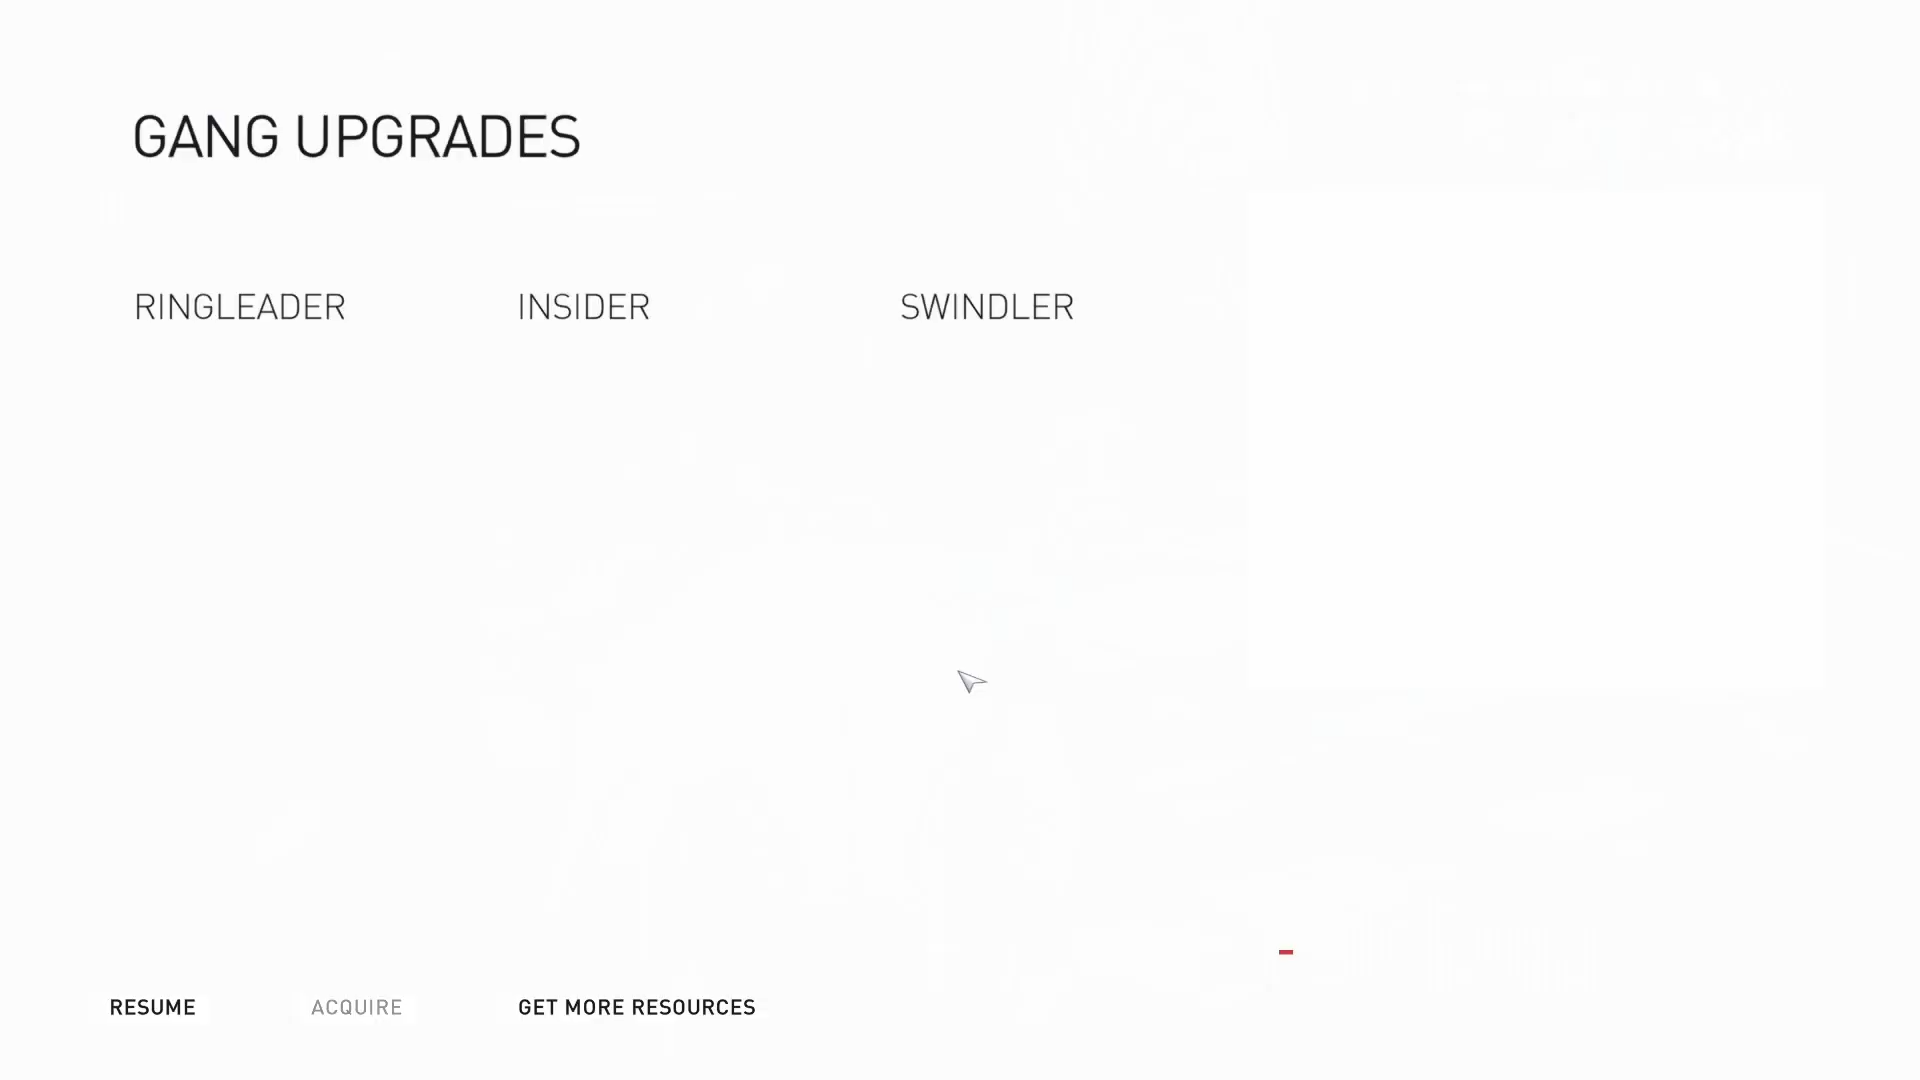 GANG UPGRADES
RINGLEADER
INSIDER
SWINDLER
RESUME
ACQUIRE
GET MORE RESOURCES